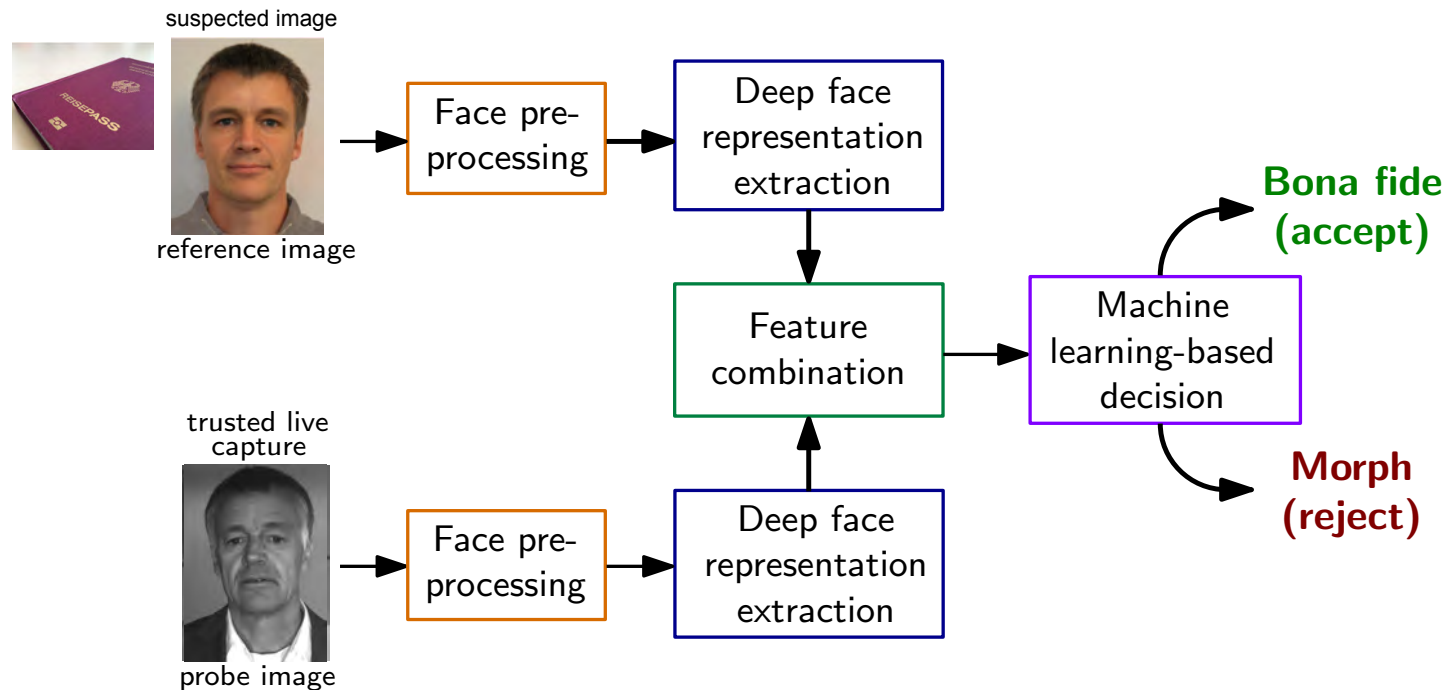 suspected image
REISEPASS
reference image
Face pre-
processing
Deep face
representation
extraction
Feature
combination
Machine
learning-based
decision
Bona fide
(accept)
Morph
(reject)
trusted live
capture
probe image
Face pre-
processing
Deep face
representation
extraction